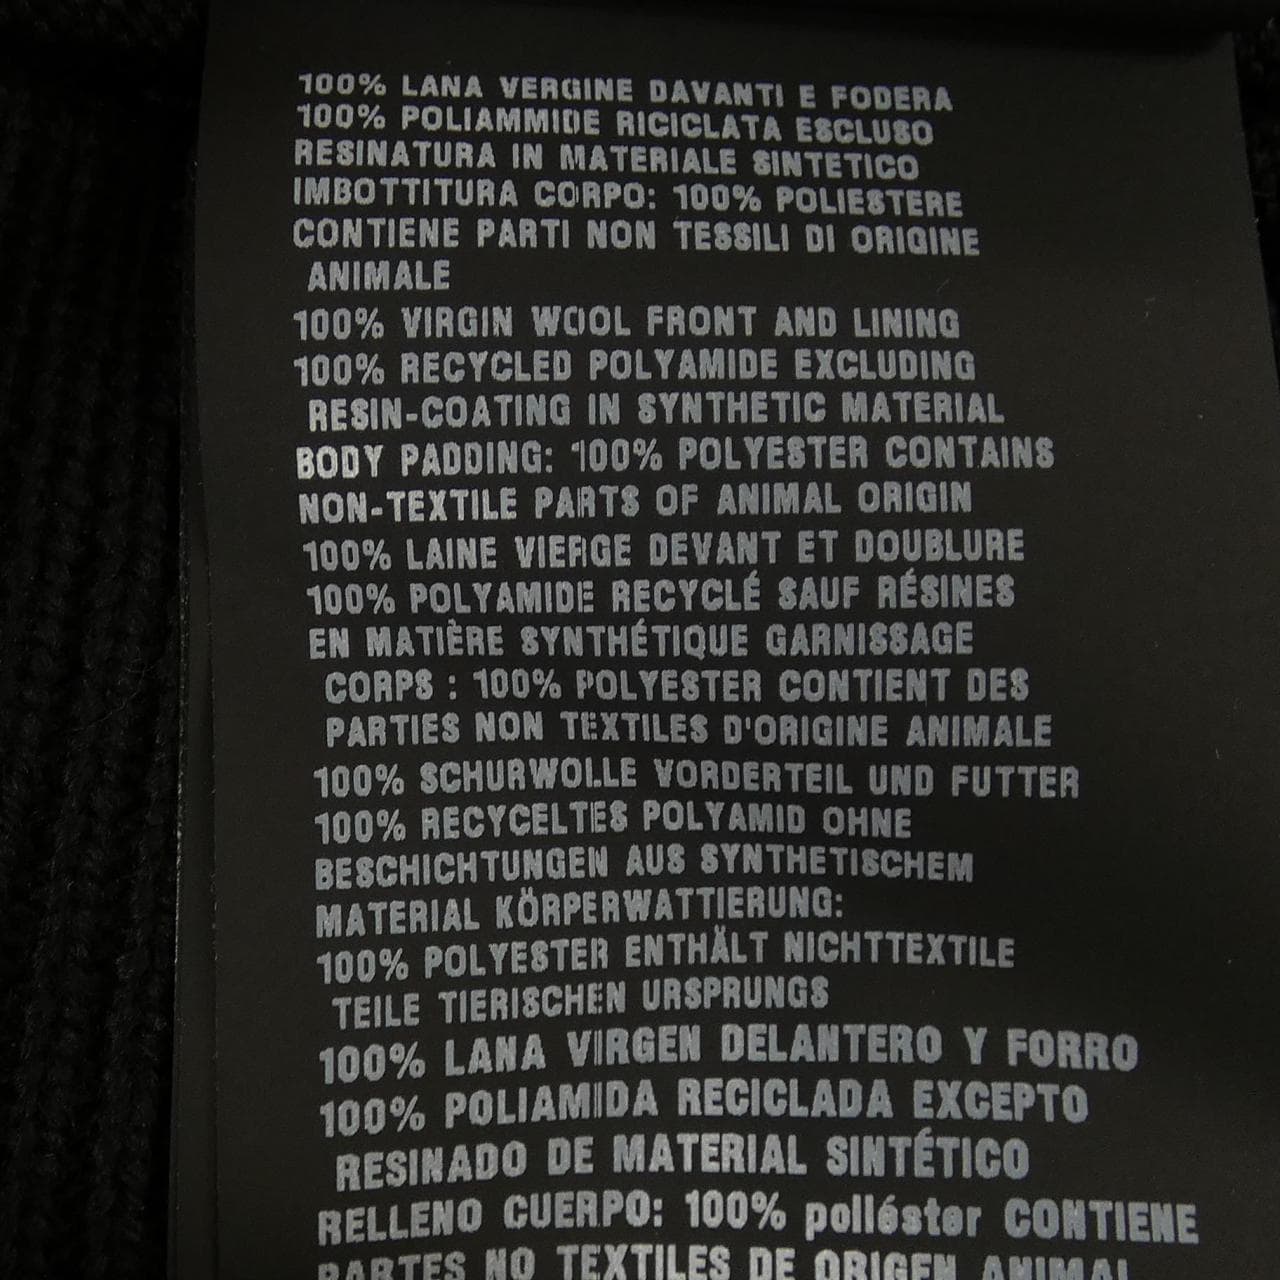 100% LANA VERGINE DAVANTI E FODERA
100% POLIAMMIDE RICICLATA ESCLUSO
RESINATURA IN MATERIALE SINTETICO
IMBOTTITURA CORPO: 100% POLIESTERE
CONTIENE PARTI NON TESSILI DI ORIGINE
ANIMALE
100% VIRGIN WOOL FRONT AND LINING
100% RECYCLED POLYAMIDE EXCLUDING
RESIN-COATING IN SYNTHETIC MATERIAL
BODY PADDING: 100% POLYESTER CONTAINS
NON-TEXTILE PARTS OF ANIMAL ORIGIN
100% LAINE VIERGE DEVANT ET DOUBLURE
100% POLYAMIDE RECYCLÉ SAUF RÉSINES
EN MATIÈRE SYNTHÉTIQUE GARNISSAGE
CORPS : 100% POLYESTER CONTIENT DES
PARTIES NON TEXTILES D'ORIGINE ANIMALE
100% SCHURWOLLE VORDERTEIL UND FUTTER
100% RECYCELTES POLYAMID OHNE
BESCHICHTUNGEN AUS SYNTHETISCHEM
MATERIAL KÖRPERWATTIERUNG:
100% POLYESTER ENTHÄLT NICHTTEXTILE
TEILE TIERISCHEN URSPRUNGS
100% LANA VIRGEN DELANTERO Y FORRO
100% POLIAMIDA RECICLADA EXCEPTO
RESINADO DE MATERIAL SINTÉTICO
RELLENO CUERPO: 100% poliéster CONTIENE
PARTES NO TEXTILES DE ORIGEN ANIMAL